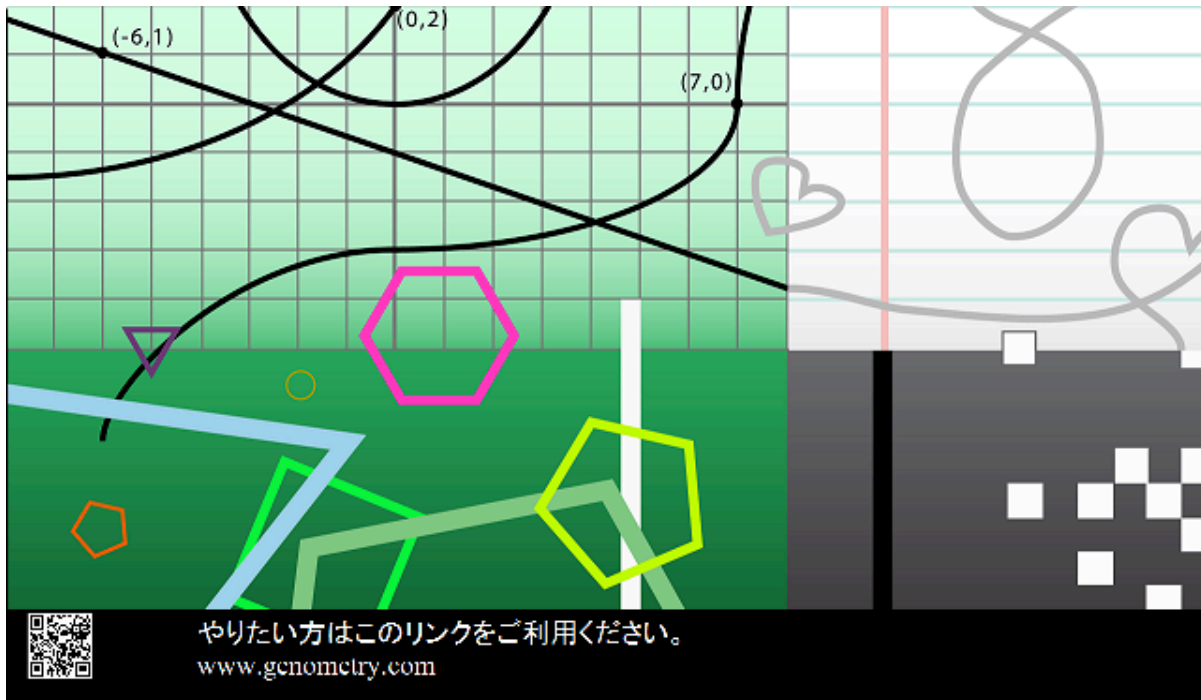 (0,2)
(-6,1)
(7,0)
やりたい方はこのリンクをご利用ください。
www.genometry.com